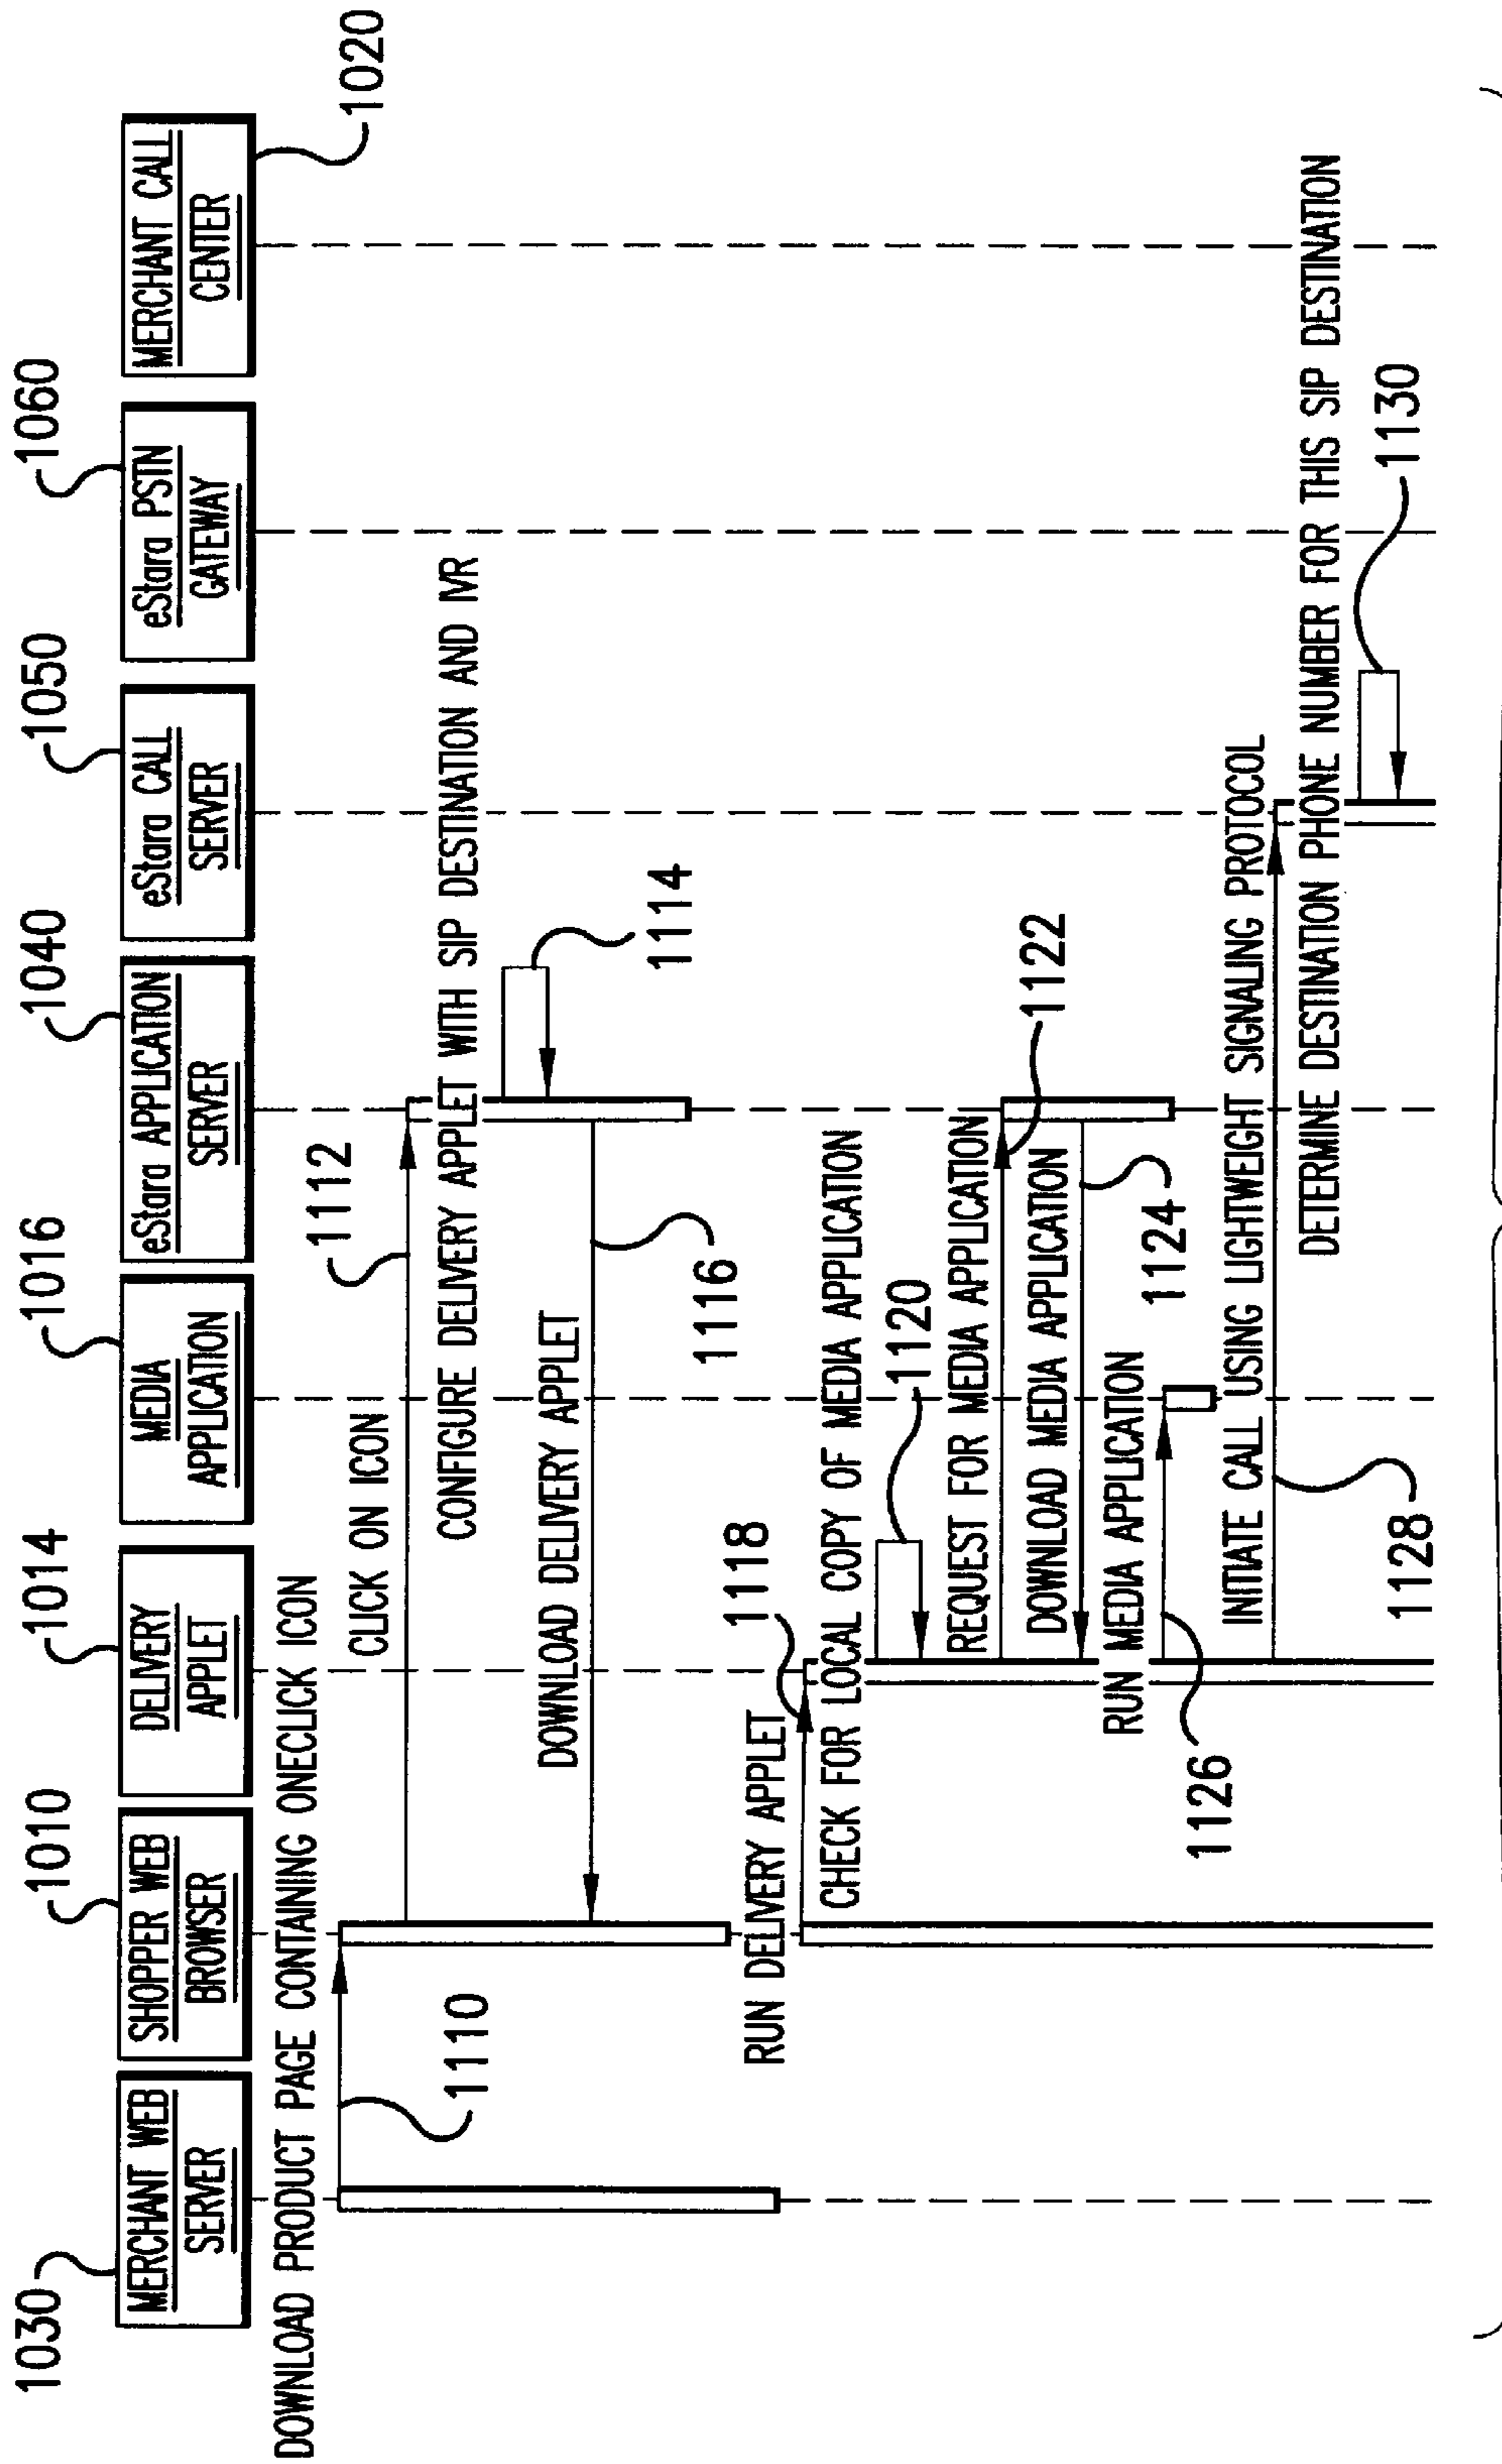 1030
1010
1014
1016
1040
1050
1060
1020
MERCHANT WEB
SERVER
SHOPPER WEB
BROWSER
DELIVERY
APPLET
MEDIA
APPLICATION
eStara APPLICATION
SERVER
eStara CALL
SERVER
eStara PSTN
GATEWAY
MERCHANT CALL
CENTER
DOWNLOAD PRODUCT PAGE CONTAINING ONECLICK ICON
1110
CLICK ON ICON
1112
CONFIGURE DELIVERY APPLET WITH SIP DESTINATION AND IVR
1114
DOWNLOAD DELIVERY APPLET
1116
RUN DELIVERY APPLET
1118
CHECK FOR LOCAL COPY OF MEDIA APPLICATION
1120
REQUEST FOR MEDIA APPLICATION
1122
DOWNLOAD MEDIA APPLICATION
1124
RUN MEDIA APPLICATION
1126
INITIATE CALL USING LIGHTWEIGHT SIGNALING PROTOCOL
1128
DETERMINE DESTINATION PHONE NUMBER FOR THIS SIP DESTINATION
1130